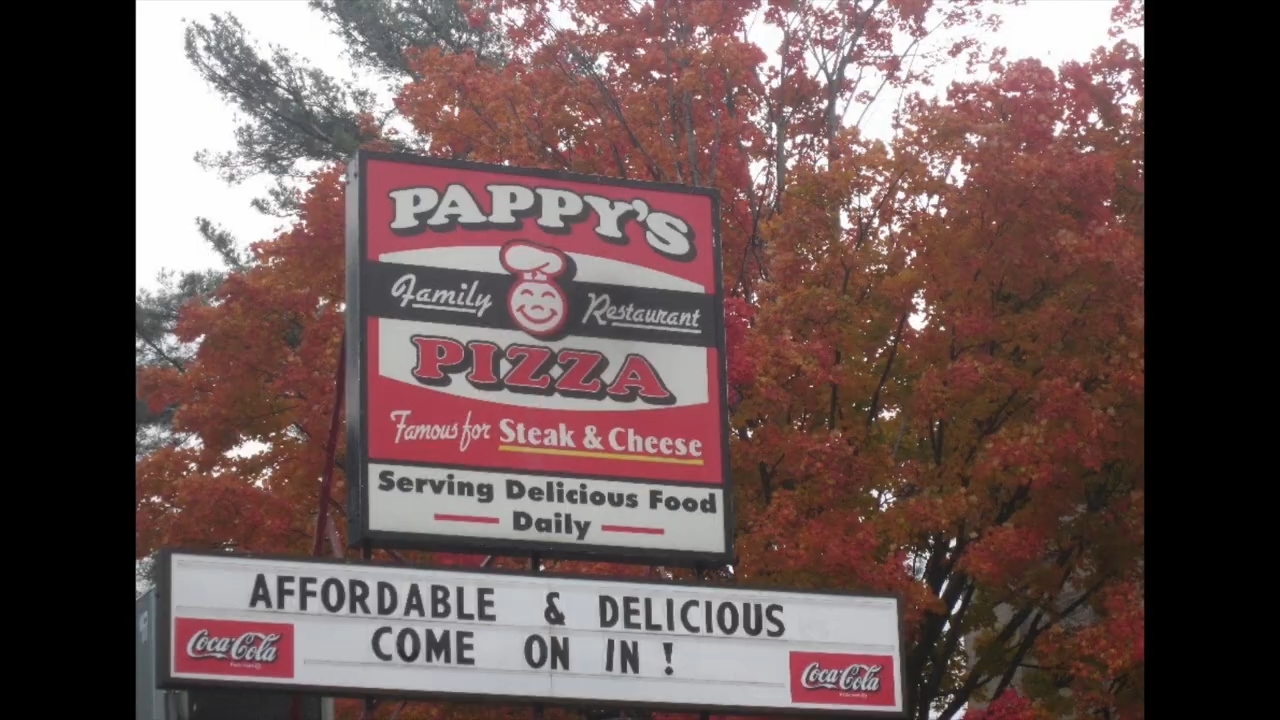 PAPPY'S
Family Restaurant
PIZZA
Famous for Steak & Cheese
Serving Delicious Food
Daily
AFFORDABLE & DELICIOUS
COME ON IN!
Coca-Cola
Coca-Cola